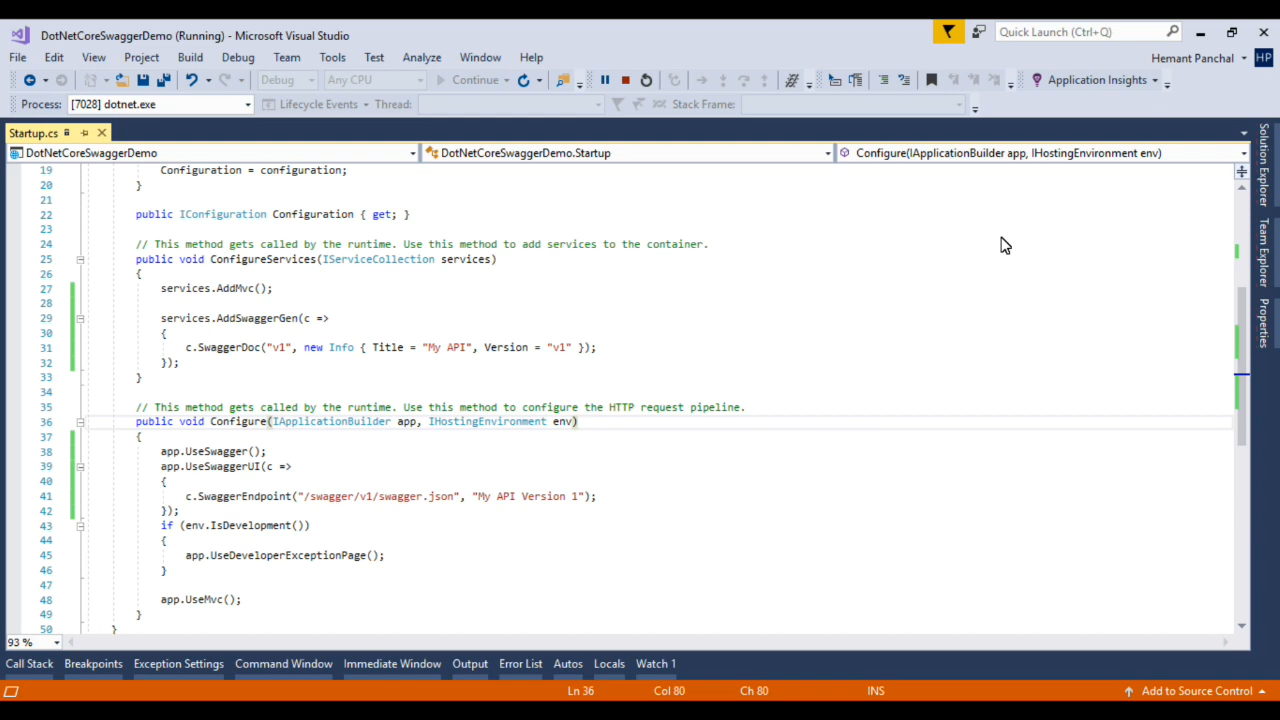 DotNetCoreSwaggerDemo (Running) - Microsoft Visual Studio
Quick Launch (Ctrl+Q)
File Edit View Project Build Debug Team Tools Test Analyze Window Help
Hemant Panchal HP
Debug Any CPU Continue Application Insights
Process: [7028] dotnet.exe Lifecycle Events Thread: Stack Frame:
Startup.cs
DotNetCoreSwaggerDemo DotNetCoreSwaggerDemo.Startup Configure(IApplicationBuilder app, IHostingEnvironment env)
19 Configuration = configuration;
20 }
21
22 public IConfiguration Configuration { get; }
23
24 // This method gets called by the runtime. Use this method to add services to the container.
25 public void ConfigureServices(IServiceCollection services)
26 {
27 services.AddMvc();
28
29 services.AddSwaggerGen(c =>
30 {
31 c.SwaggerDoc("v1", new Info { Title = "My API", Version = "v1" });
32 });
33 }
34
35 // This method gets called by the runtime. Use this method to configure the HTTP request pipeline.
36 public void Configure(IApplicationBuilder app, IHostingEnvironment env)
37 {
38 app.UseSwagger();
39 app.UseSwaggerUI(c =>
40 {
41 c.SwaggerEndpoint("/swagger/v1/swagger.json", "My API Version 1");
42 });
43 if (env.IsDevelopment())
44 {
45 app.UseDeveloperExceptionPage();
46 }
47
48 app.UseMvc();
49 }
50 }
Solution Explorer
Team Explorer
Properties
93 %
Call Stack Breakpoints Exception Settings Command Window Immediate Window Output Error List Autos Locals Watch 1
Ln 36 Col 80 Ch 80 INS Add to Source Control